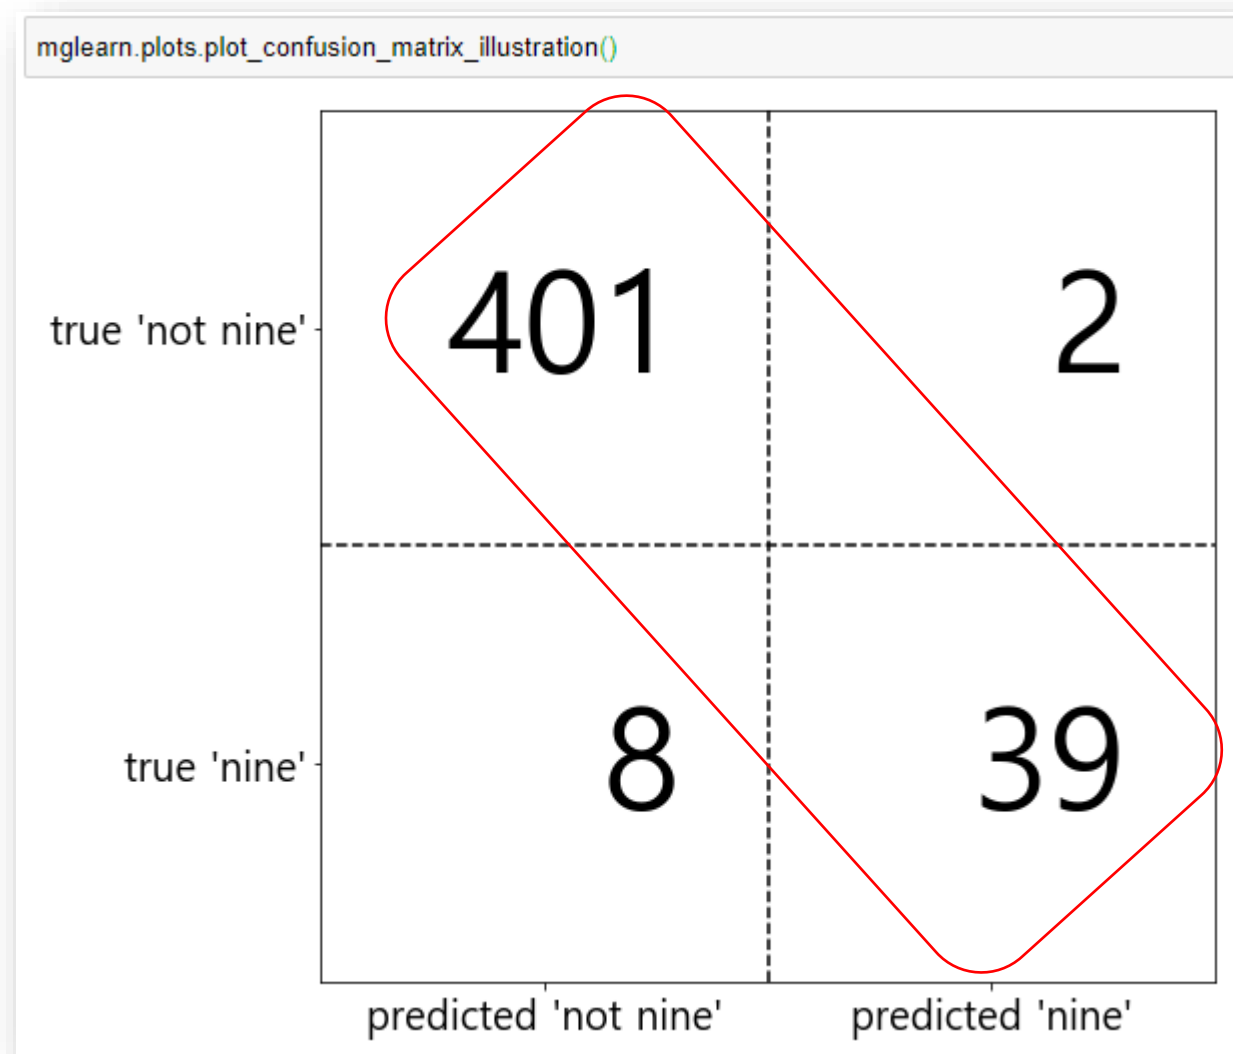 mglearn.plots.plot_confusion_matrix_illustration()
true 'not nine' 401 2
true 'nine' 8 39
predicted 'not nine' predicted 'nine'